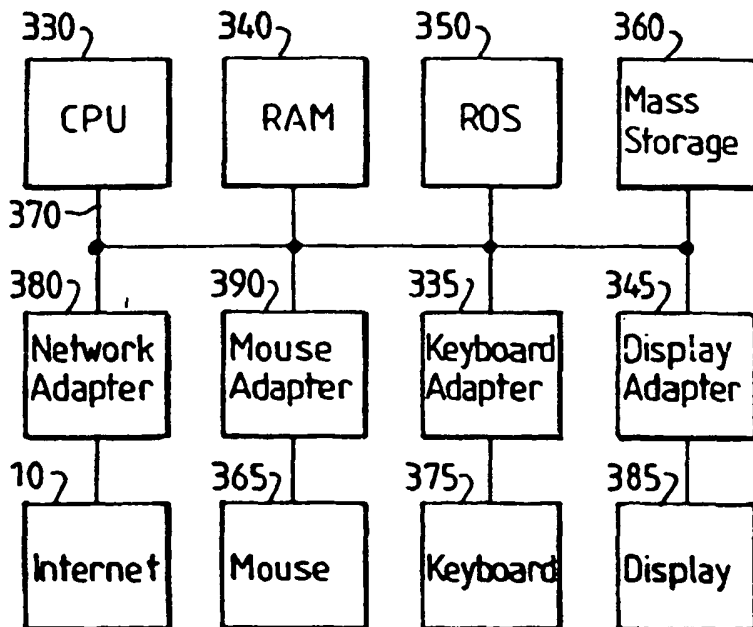 330 340 350 360
CPU RAM ROS Mass Storage
370
380 390 335 345
Network Adapter Mouse Adapter Keyboard Adapter Display Adapter
10 365 375 385
Internet Mouse Keyboard Display